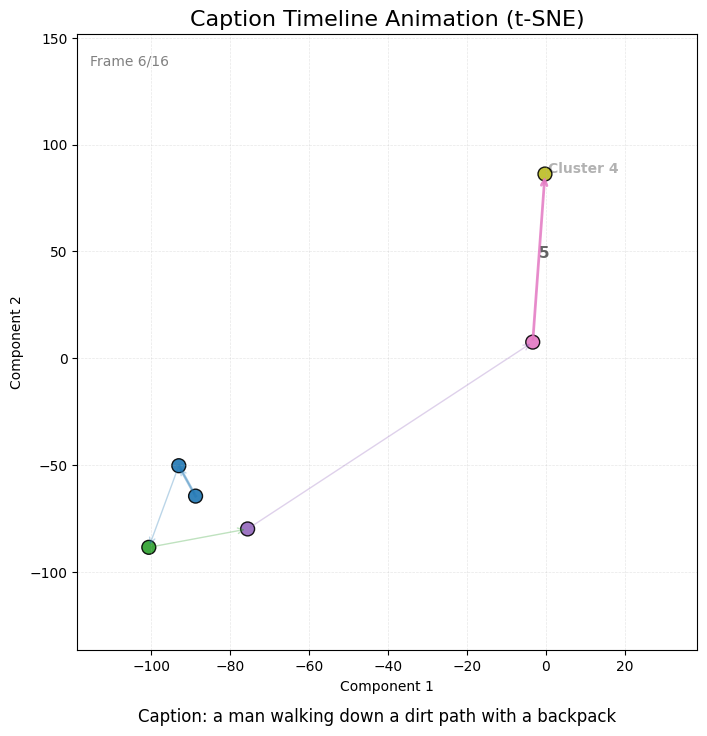 Caption Timeline Animation (t-SNE)
150
Frame 6/16
100
Cluster 4
50
5
0
Component 2
−50
−100
−100 −80 −60 −40 −20 0 20
Component 1
Caption: a man walking down a dirt path with a backpack